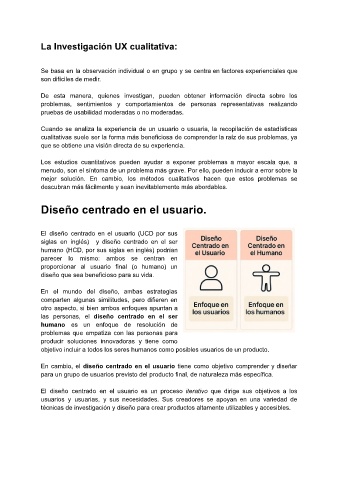 La Investigación UX cualitativa:
Se basa en la observación individual o en grupo y se centra en factores experienciales que
son difíciles de medir.
De esta manera, quienes investigan, pueden obtener información directa sobre los
problemas, sentimientos y comportamientos de personas representativas realizando
pruebas de usabilidad moderadas o no moderadas.
Cuando se analiza la experiencia de un usuario o usuaria, la recopilación de estadísticas
cualitativas suele ser la forma más beneficiosa de comprender la raíz de sus problemas, ya
que se obtiene una visión directa de su experiencia.
Los estudios cuantitativos pueden ayudar a exponer problemas a mayor escala que, a
menudo, son el síntoma de un problema más grave. Por ello, pueden inducir a error sobre la
mejor solución. En cambio, los métodos cualitativos hacen que estos problemas se
descubran más fácilmente y sean inevitablemente más abordables.
Diseño centrado en el usuario.
El diseño centrado en el usuario (UCD por sus
siglas en inglés) y diseño centrado en el ser
humano (HCD, por sus siglas en inglés) podrían
parecer lo mismo: ambos se centran en
proporcionar al usuario final (o humano) un
diseño que sea beneficioso para su vida.
En el mundo del diseño, ambas estrategias
comparten algunas similitudes, pero difieren en
otro aspecto, si bien ambos enfoques apuntan a
las personas, el diseño centrado en el ser
humano es un enfoque de resolución de
problemas que empatiza con las personas para
producir soluciones innovadoras y tiene como
objetivo incluir a todos los seres humanos como posibles usuarios de un producto.
Diseño
Centrado en
el Usuario
Enfoque en
los usuarios
Diseño
Centrado en
el Humano
Enfoque en
los humanos
En cambio, el diseño centrado en el usuario tiene como objetivo comprender y diseñar
para un grupo de usuarios previsto del producto final, de naturaleza más específica.
El diseño centrado en el usuario es un proceso iterativo que dirige sus objetivos a los
usuarios y usuarias, y sus necesidades. Sus creadores se apoyan en una variedad de
técnicas de investigación y diseño para crear productos altamente utilizables y accesibles.